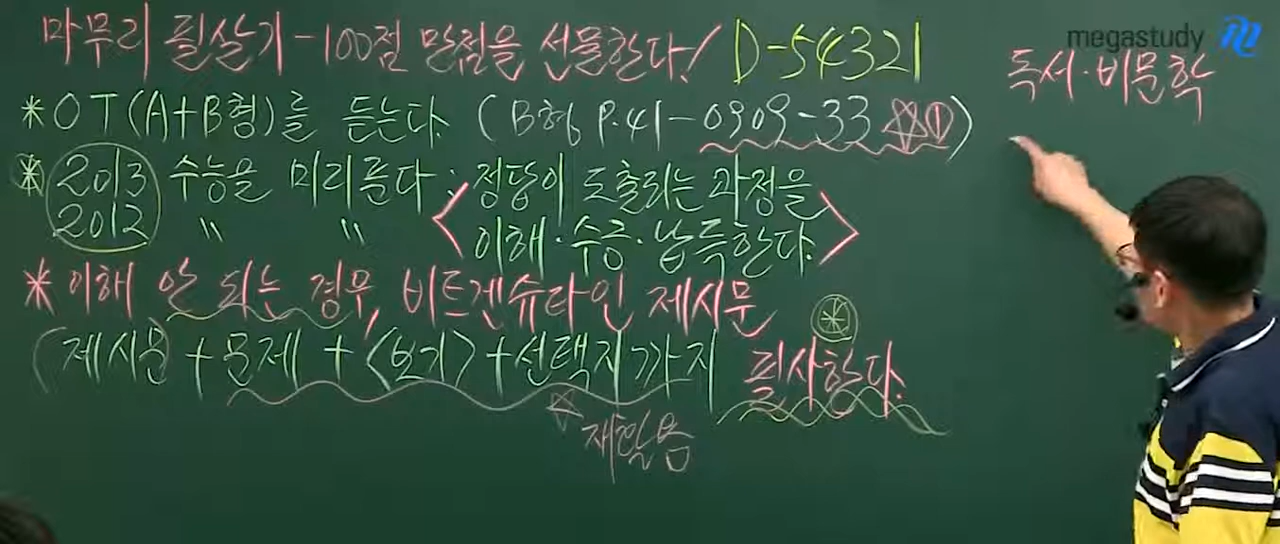 마무리 필살기-100점 만점을 선물한다! D-54321
megastudy
독서·비문학
*OT(A+B형)를 듣는다. (B형 P.41-0909-33 ☆①)
*2013 수능을 미리푼다 : <정답이 도출되는 과정을
2012 〃 〃 이해·수긍·납득한다.>
*이해 안 되는 경우, 비트겐슈타인 제시문
(제시문)+문제+<보기>+선택지까지 필사한다.
☆재활용